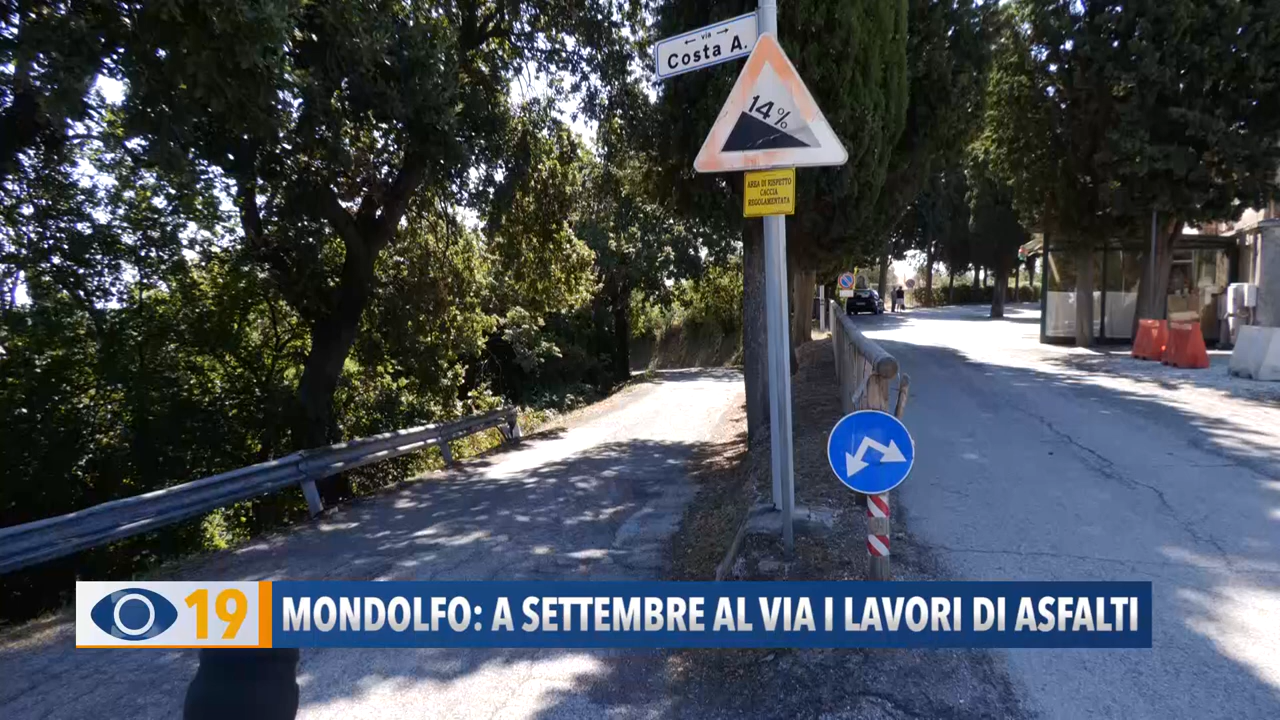 ← via →
Costa A.
14%
AREA DI RISPETTO
CACCIA
REGOLAMENTATA
19
MONDOLFO: A SETTEMBRE AL VIA I LAVORI DI ASFALTI